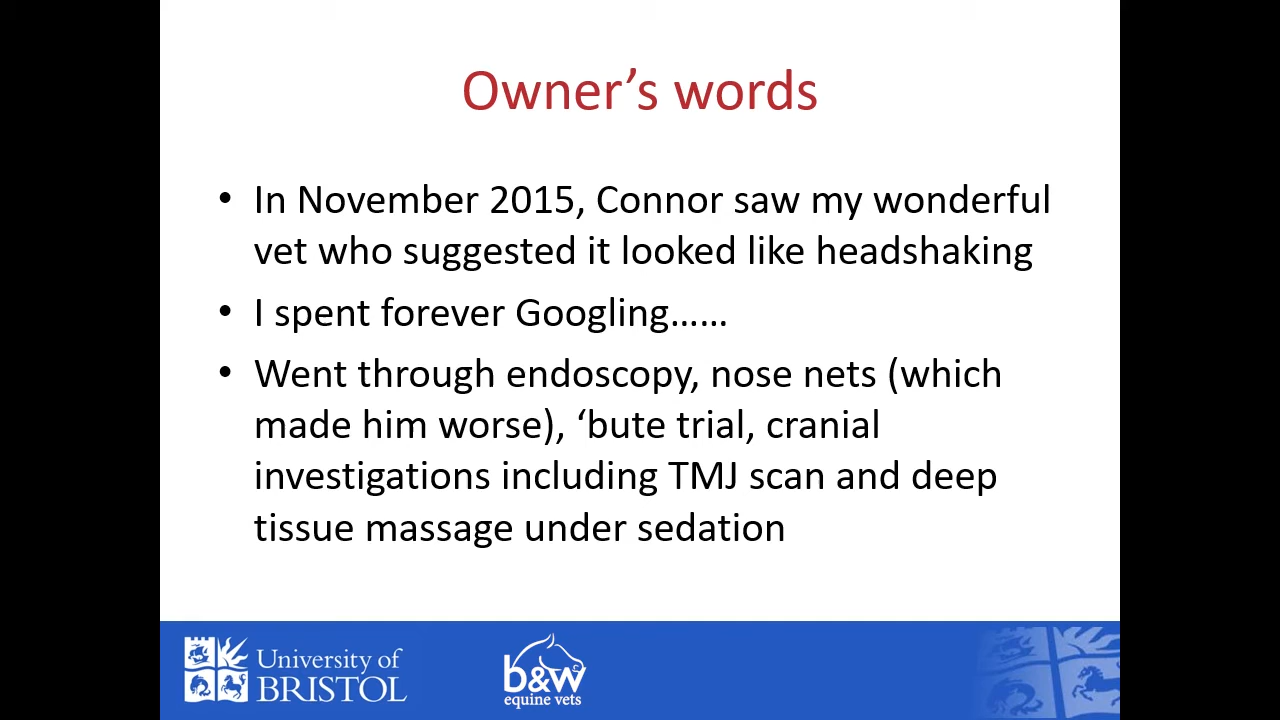 Owner’s words
• In November 2015, Connor saw my wonderful
vet who suggested it looked like headshaking
• I spent forever Googling……
• Went through endoscopy, nose nets (which
made him worse), ‘bute trial, cranial
investigations including TMJ scan and deep
tissue massage under sedation
University of
BRISTOL
b&w
equine vets